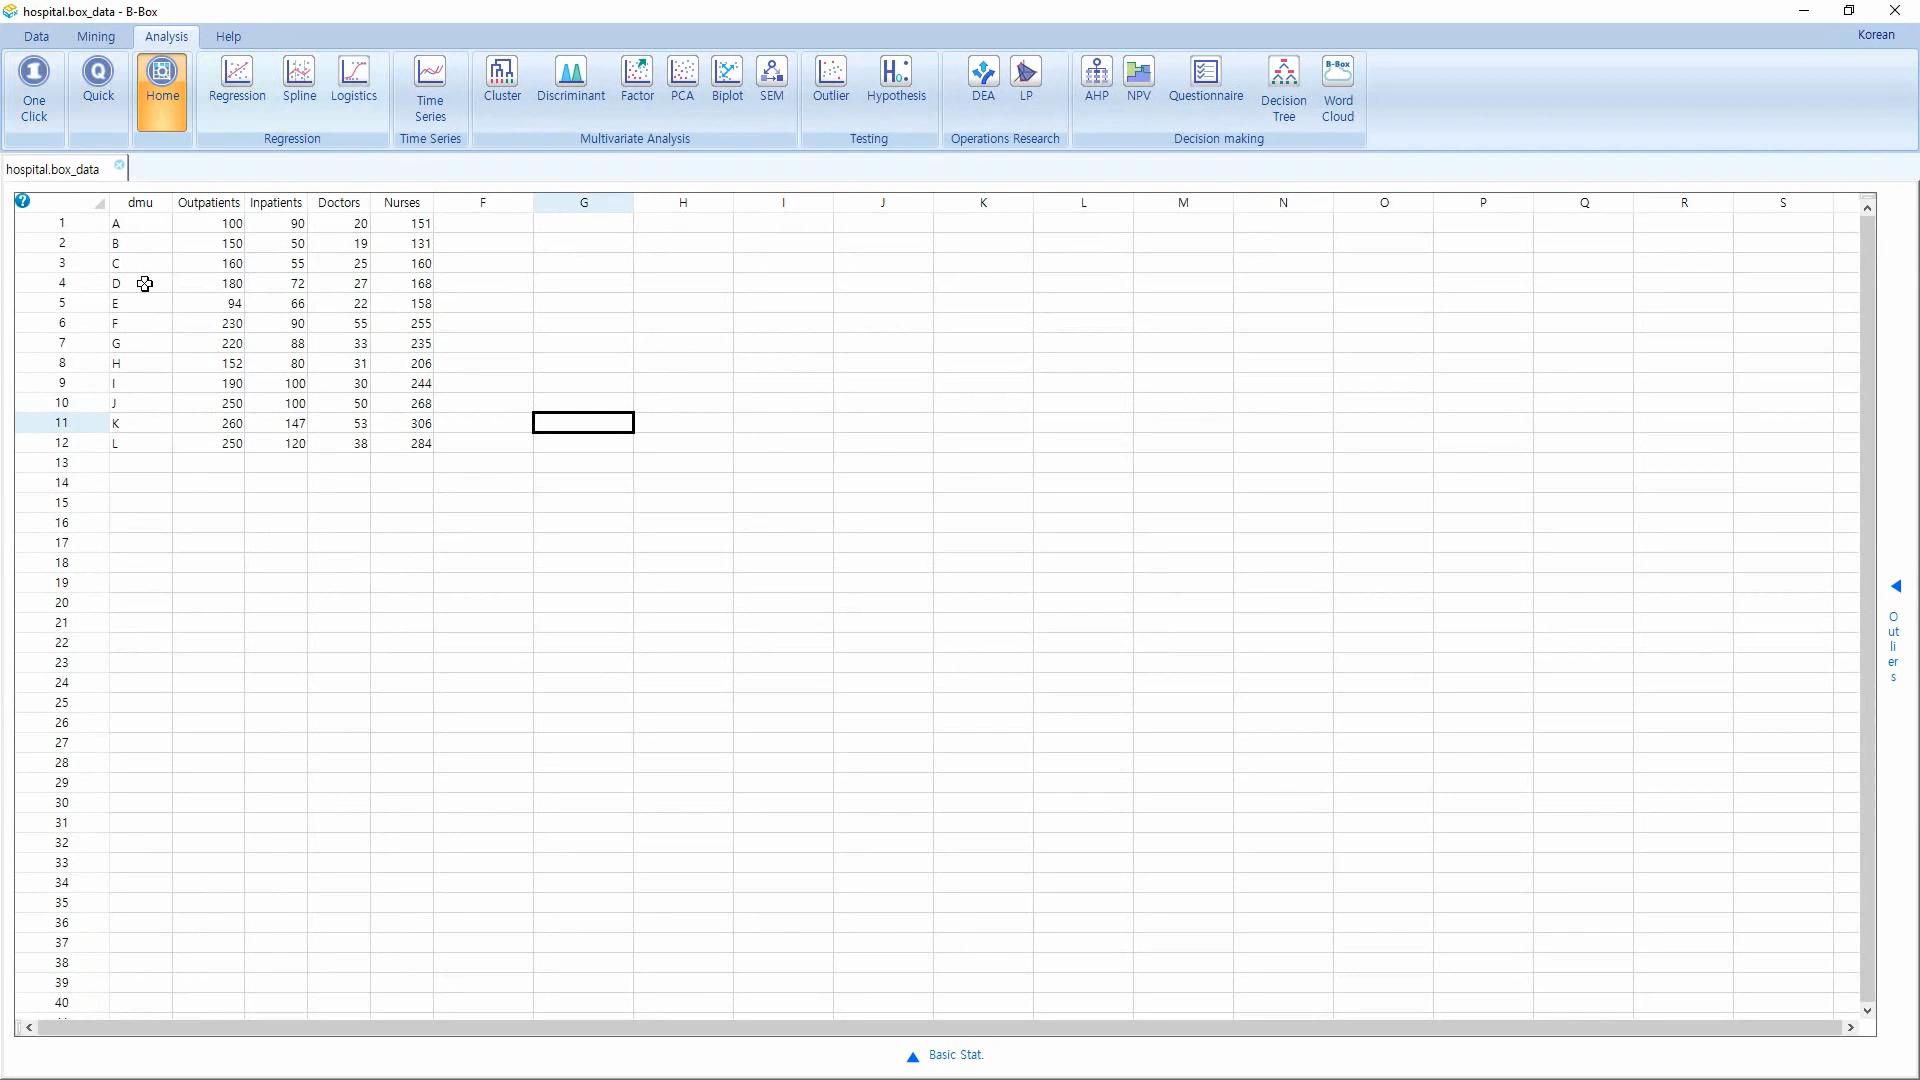 hospital.box_data - B-Box
Data Mining Analysis Help Korean
One Click
Quick
Home
Regression Spline Logistics
Regression
Time Series
Time Series
Cluster Discriminant Factor PCA Biplot SEM
Multivariate Analysis
Outlier Hypothesis
Testing
DEA LP
Operations Research
AHP NPV Questionnaire Decision Tree B-Box Word Cloud
Decision making
hospital.box_data
? dmu Outpatients Inpatients Doctors Nurses F G H I J K L M N O P Q R S
1 A 100 90 20 151
2 B 150 50 19 131
3 C 160 55 25 160
4 D 180 72 27 168
5 E 94 66 22 158
6 F 230 90 55 255
7 G 220 88 33 235
8 H 152 80 31 206
9 I 190 100 30 244
10 J 250 100 50 268
11 K 260 147 53 306
12 L 250 120 38 284
13
14
15
16
17
18
19
20
21
22
23
24
25
26
27
28
29
30
31
32
33
34
35
36
37
38
39
40
Outliers
Basic Stat.